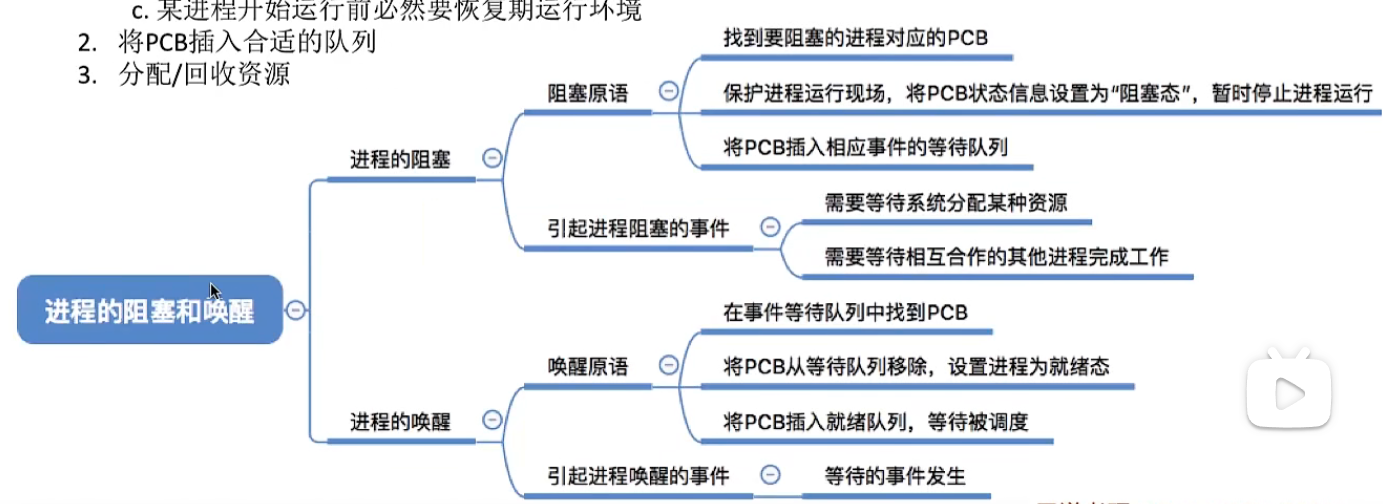 c. 某进程开始运行前必然要恢复期运行环境
2. 将PCB插入合适的队列
3. 分配/回收资源
进程的阻塞和唤醒
进程的阻塞
阻塞原语
找到要阻塞的进程对应的PCB
保护进程运行现场，将PCB状态信息设置为“阻塞态”，暂时停止进程运行
将PCB插入相应事件的等待队列
引起进程阻塞的事件
需要等待系统分配某种资源
需要等待相互合作的其他进程完成工作
进程的唤醒
唤醒原语
在事件等待队列中找到PCB
将PCB从等待队列移除，设置进程为就绪态
将PCB插入就绪队列，等待被调度
引起进程唤醒的事件
等待的事件发生